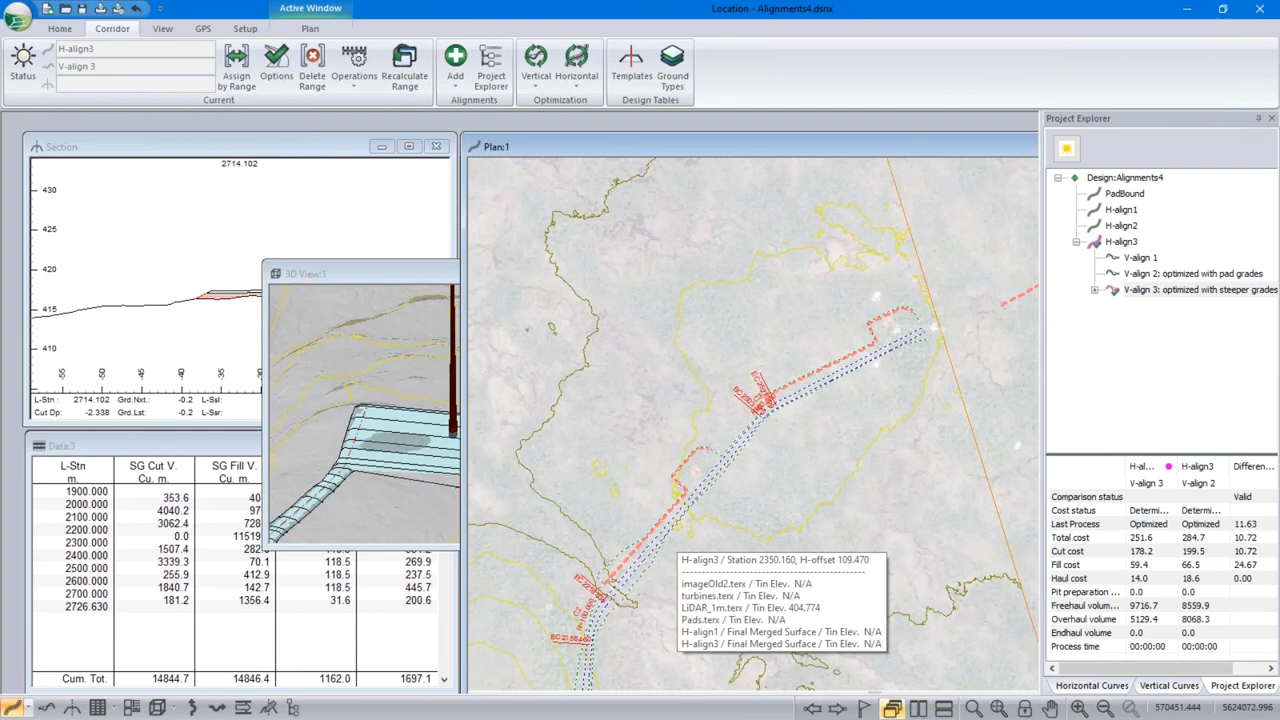 Active Window
Location - Alignments4.dsnx
Home Corridor View GPS Setup Plan
Status
H-align3
V-align 3
Assign by Range
Options
Delete Range
Operations
Recalculate Range
Add
Project Explorer
Vertical
Horizontal
Templates
Ground Types
Current
Alignments
Optimization
Design Tables
Section
2714.102
430
425
420
415
410
-55 -50 -45 -40 -35
L-Stn : 2714.102 Grd.Nxt.: -0.2 L-Ssl:
Cut Dp: -2.338 Grd.Lst: -0.2 L-Ssr:
3D View:1
Data:3
L-Stn SG Cut V. SG Fill V.
m. Cu. m. Cu. m.
1900.000
353.6 40
2000.000
4040.2 97
2100.000
3062.4 728
2200.000
0.0 11519
2300.000
1507.4 282
2400.000
3339.3 70.1 118.5 269.9
2500.000
255.9 412.9 118.5 237.5
2600.000
1840.7 142.7 118.5 445.7
2700.000
181.2 1356.4 31.6 200.6
2726.630
Cum. Tot. 14844.7 14846.4 1162.0 1697.1
Plan:1
H-align3 / Station 2350.160, H-offset 109.470
imageOld2.terx / Tin Elev. N/A
turbines.terx / Tin Elev. N/A
LiDAR_1m.terx / Tin Elev. 404.774
Pads.terx / Tin Elev. N/A
H-align1 / Final Merged Surface / Tin Elev. N/A
H-align3 / Final Merged Surface / Tin Elev. N/A
Project Explorer
Design:Alignments4
PadBound
H-align1
H-align2
H-align3
V-align 1
V-align 2: optimized with pad grades
V-align 3: optimized with steeper grades
H-al... H-align3 Differen...
V-align 3 V-align 2
Comparison status Valid
Cost status Determi... Determi...
Last Process Optimized Optimized 11.63
Total cost 251.6 284.7 10.72
Cut cost 178.2 199.5 10.72
Fill cost 59.4 66.5 24.67
Haul cost 14.0 18.6 0.00
Pit preparation ... 0.0 0.0
Freehaul volum... 9716.7 8559.9
Overhaul volume 5129.4 8068.3
Endhaul volume 0.0 0.0
Process time 00:00:00 00:00:00
Horizontal Curves Vertical Curves Project Explorer
570451.444 5624072.996